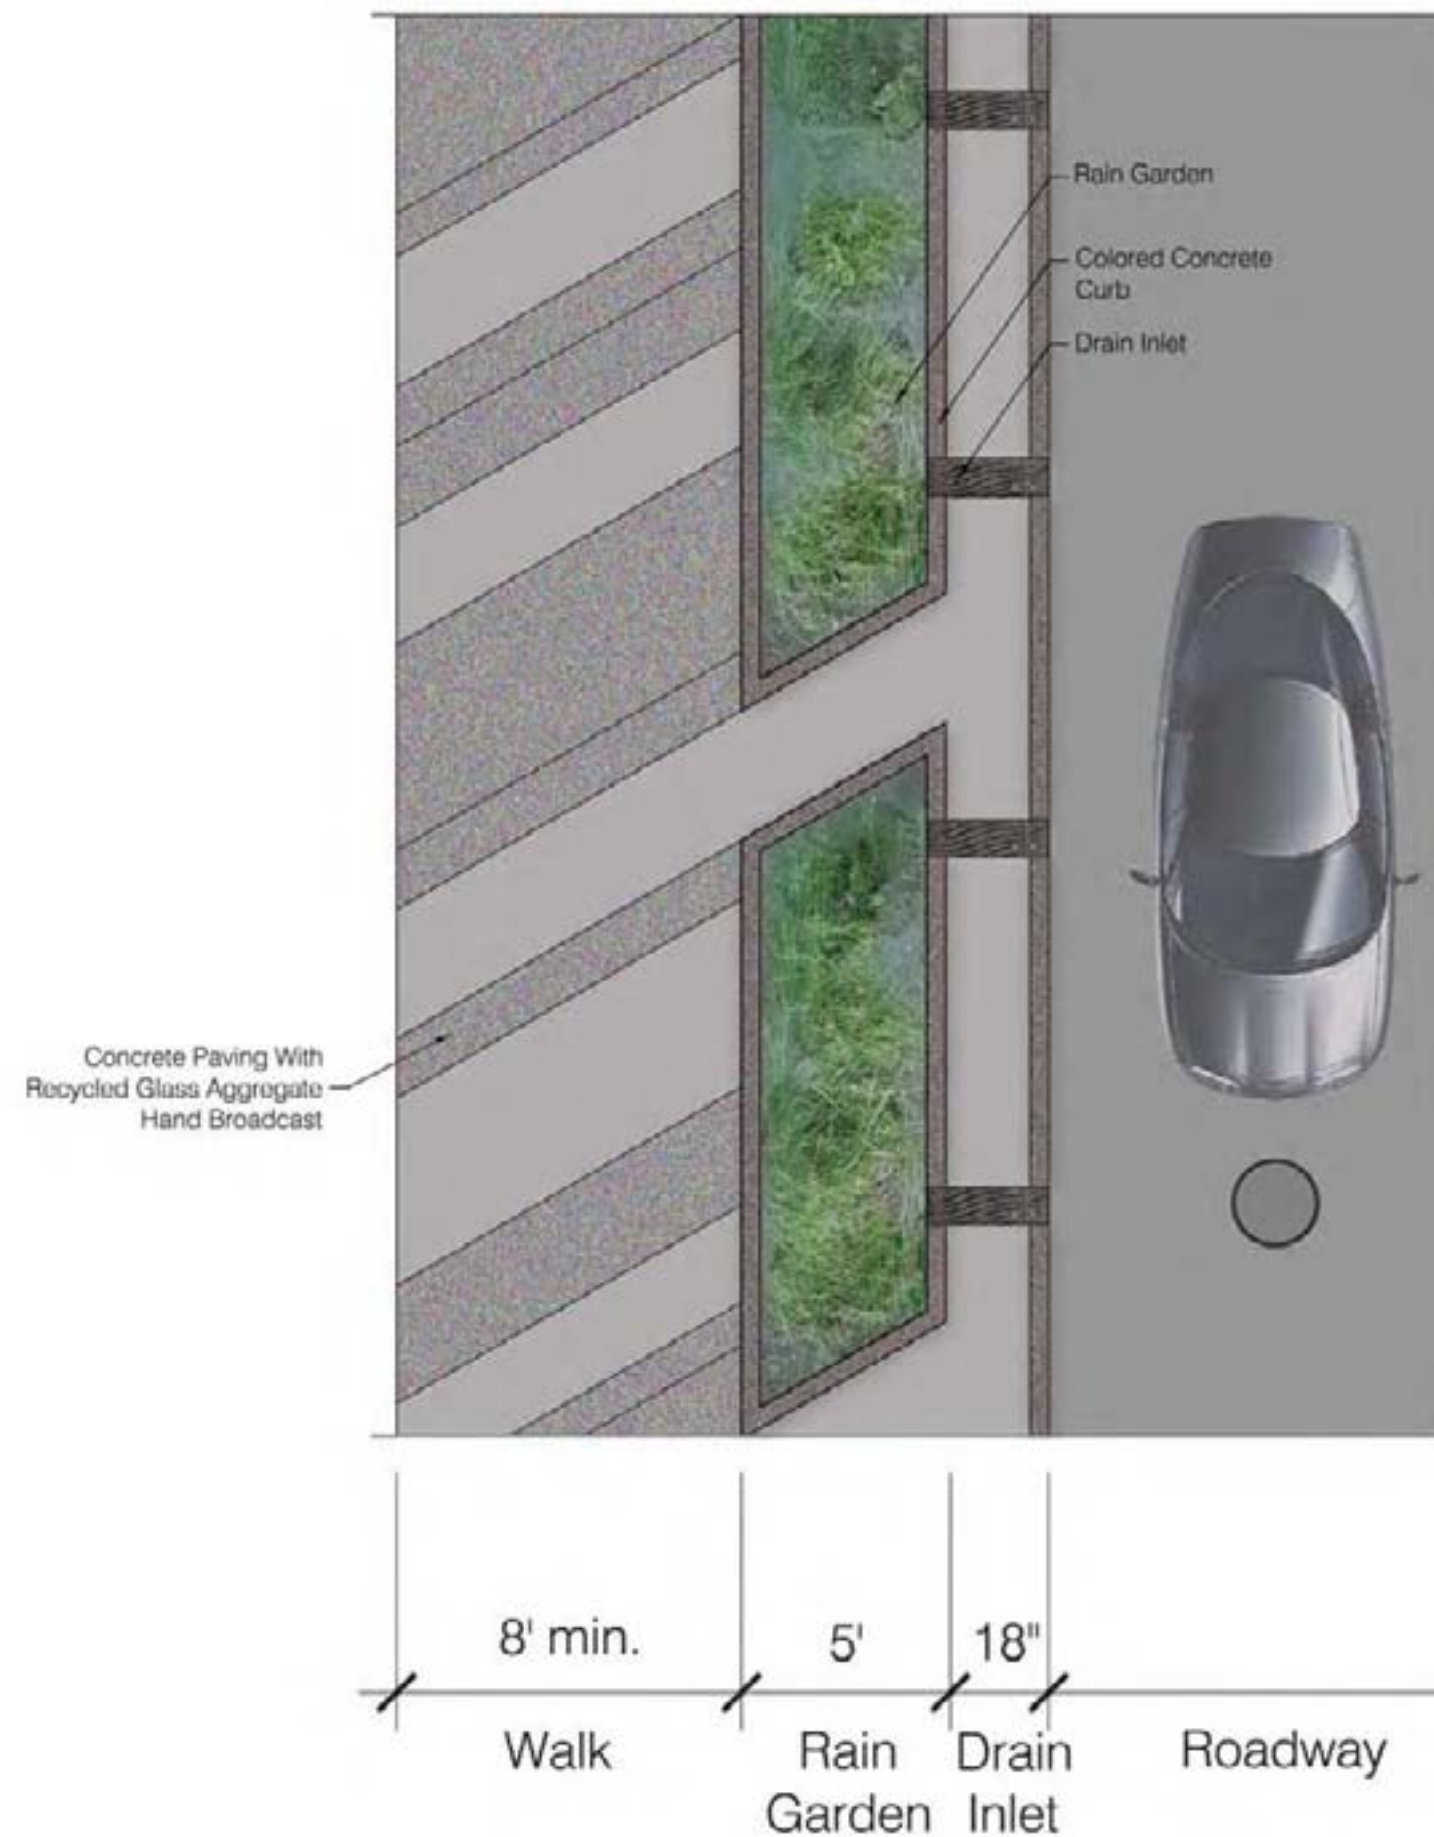 Rain Garden
Colored Concrete
Curb
Drain Inlet
Concrete Paving With
Recycled Glass Aggregate
Hand Broadcast
8' min.
5'
18"
Walk
Rain
Garden
Drain
Inlet
Roadway